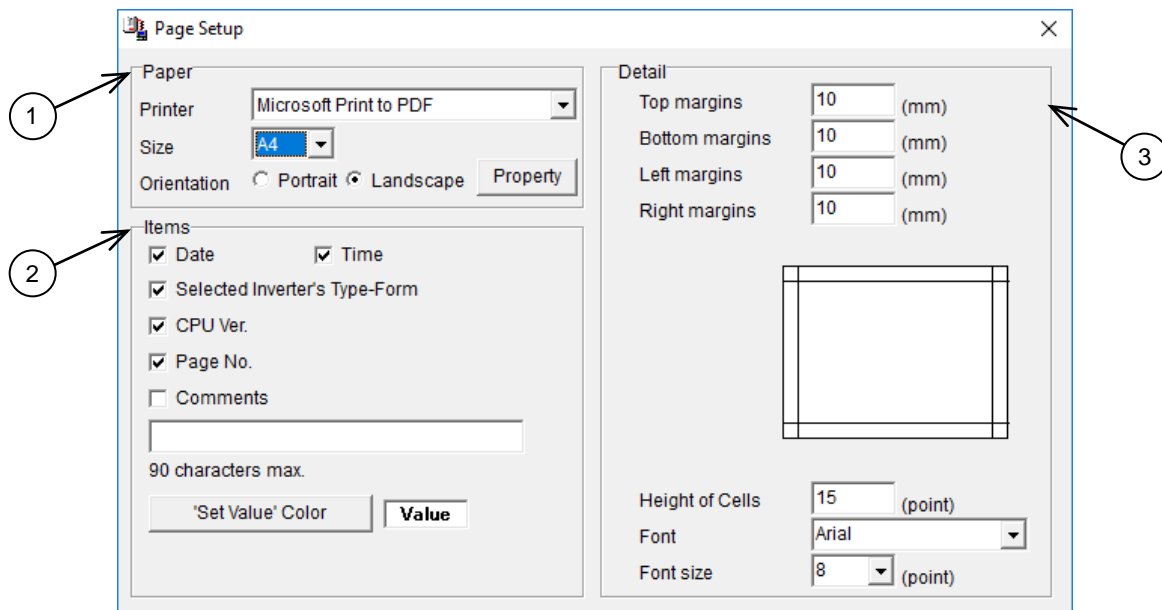 Page Setup
1
Paper
Printer
Microsoft Print to PDF
Size
A4
Orientation
Portrait
Landscape
Property
2
Items
Date
Time
Selected Inverter's Type-Form
CPU Ver.
Page No.
Comments
90 characters max.
'Set Value' Color
Value
3
Detail
Top margins
10
(mm)
Bottom margins
10
(mm)
Left margins
10
(mm)
Right margins
10
(mm)
Height of Cells
15
(point)
Font
Arial
Font size
8
(point)